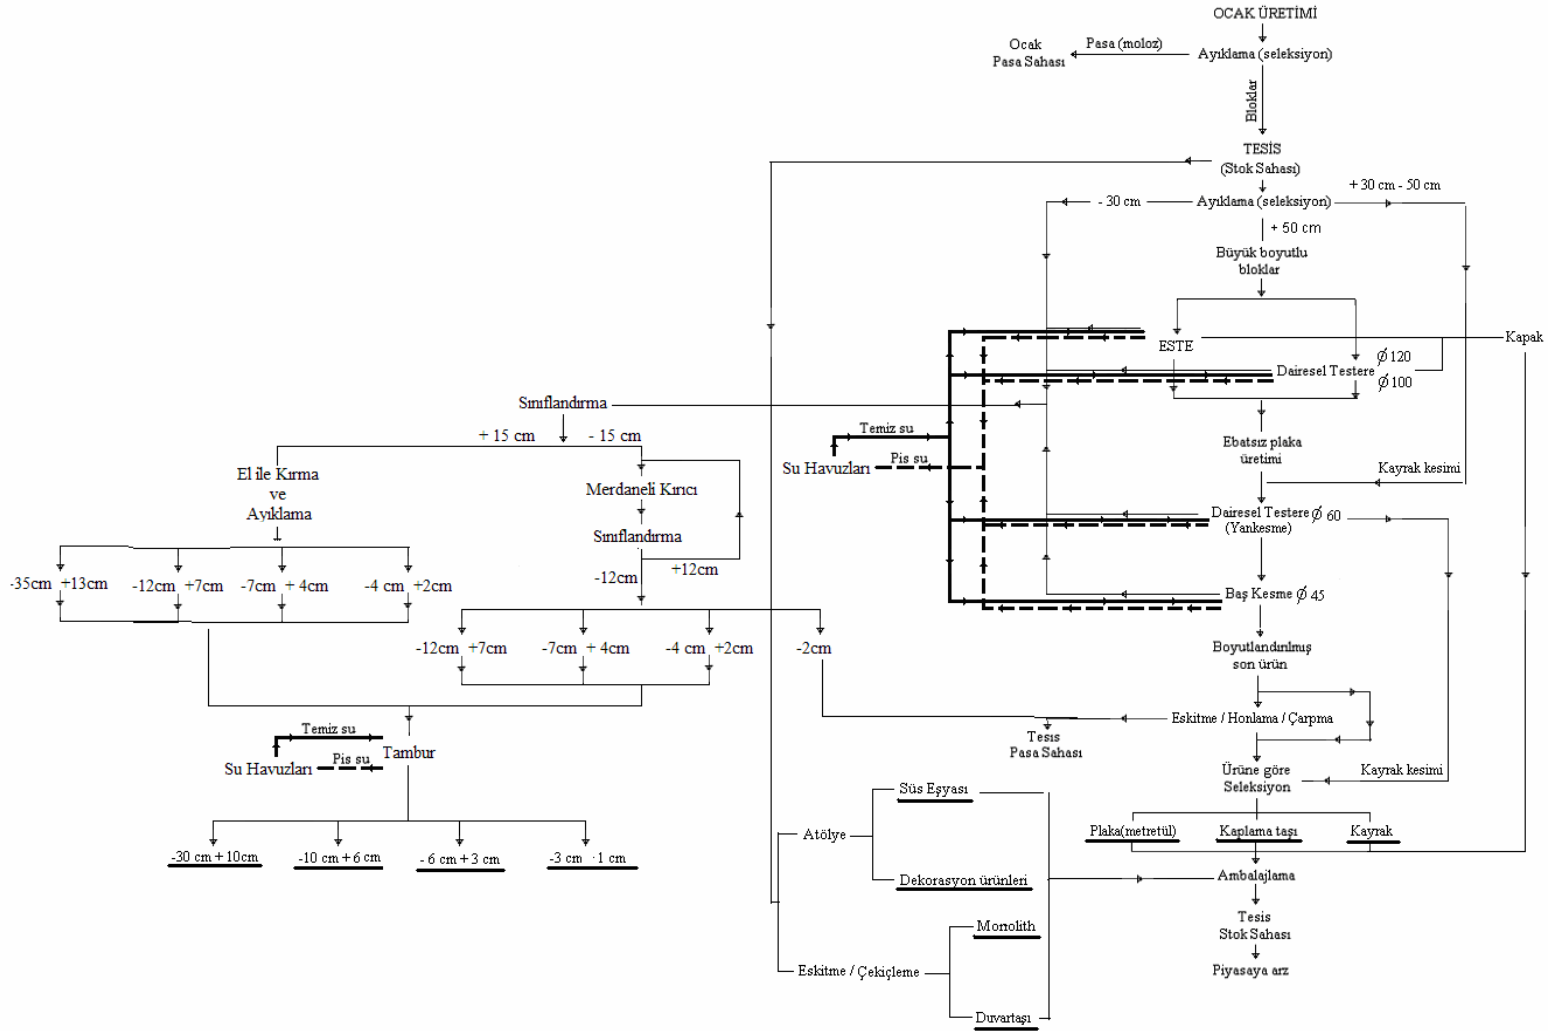 OCAK ÜRETİMİ
Ocak
Pasa Sahası
Pasa (moloz)
Ayıklama (seleksiyon)
Bloklar
TESİS
(Stok Sahası)
- 30 cm
Ayıklama (seleksiyon)
+ 30 cm - 50 cm
+ 50 cm
Büyük boyutlu
bloklar
ESTE
Kapak
Dairesel Testere
Ø 120
Ø 100
Sınıflandırma
+ 15 cm
- 15 cm
Temiz su
Su Havuzları
Pis su
Ebatsız plaka
üretimi
Kayrak kesimi
El ile Kırma
ve
Ayıklama
Merdaneli Kırıcı
Sınıflandırma
-12cm
+12cm
Dairesel Testere Ø 60
(Yankesme)
-35cm +13cm
-12cm +7cm
-7cm + 4cm
-4 cm +2cm
Baş Kesme Ø 45
-12cm +7cm
-7cm + 4cm
-4 cm +2cm
-2cm
Boyutlandırılmış
son ürün
Eskitme / Honlama / Çarpma
Tesis
Pasa Sahası
Temiz su
Su Havuzları
Pis su
Tambur
Ürüne göre
Seleksiyon
Kayrak kesimi
-30 cm + 10cm
-10 cm + 6 cm
- 6 cm + 3 cm
-3 cm · 1 cm
Atölye
Süs Eşyası
Dekorasyon ürünleri
Plaka(metretül)
Kaplama taşı
Kayrak
Ambalajlama
Eskitme / Çekiçleme
Monolith
Duvartaşı
Tesis
Stok Sahası
Piyasaya arz